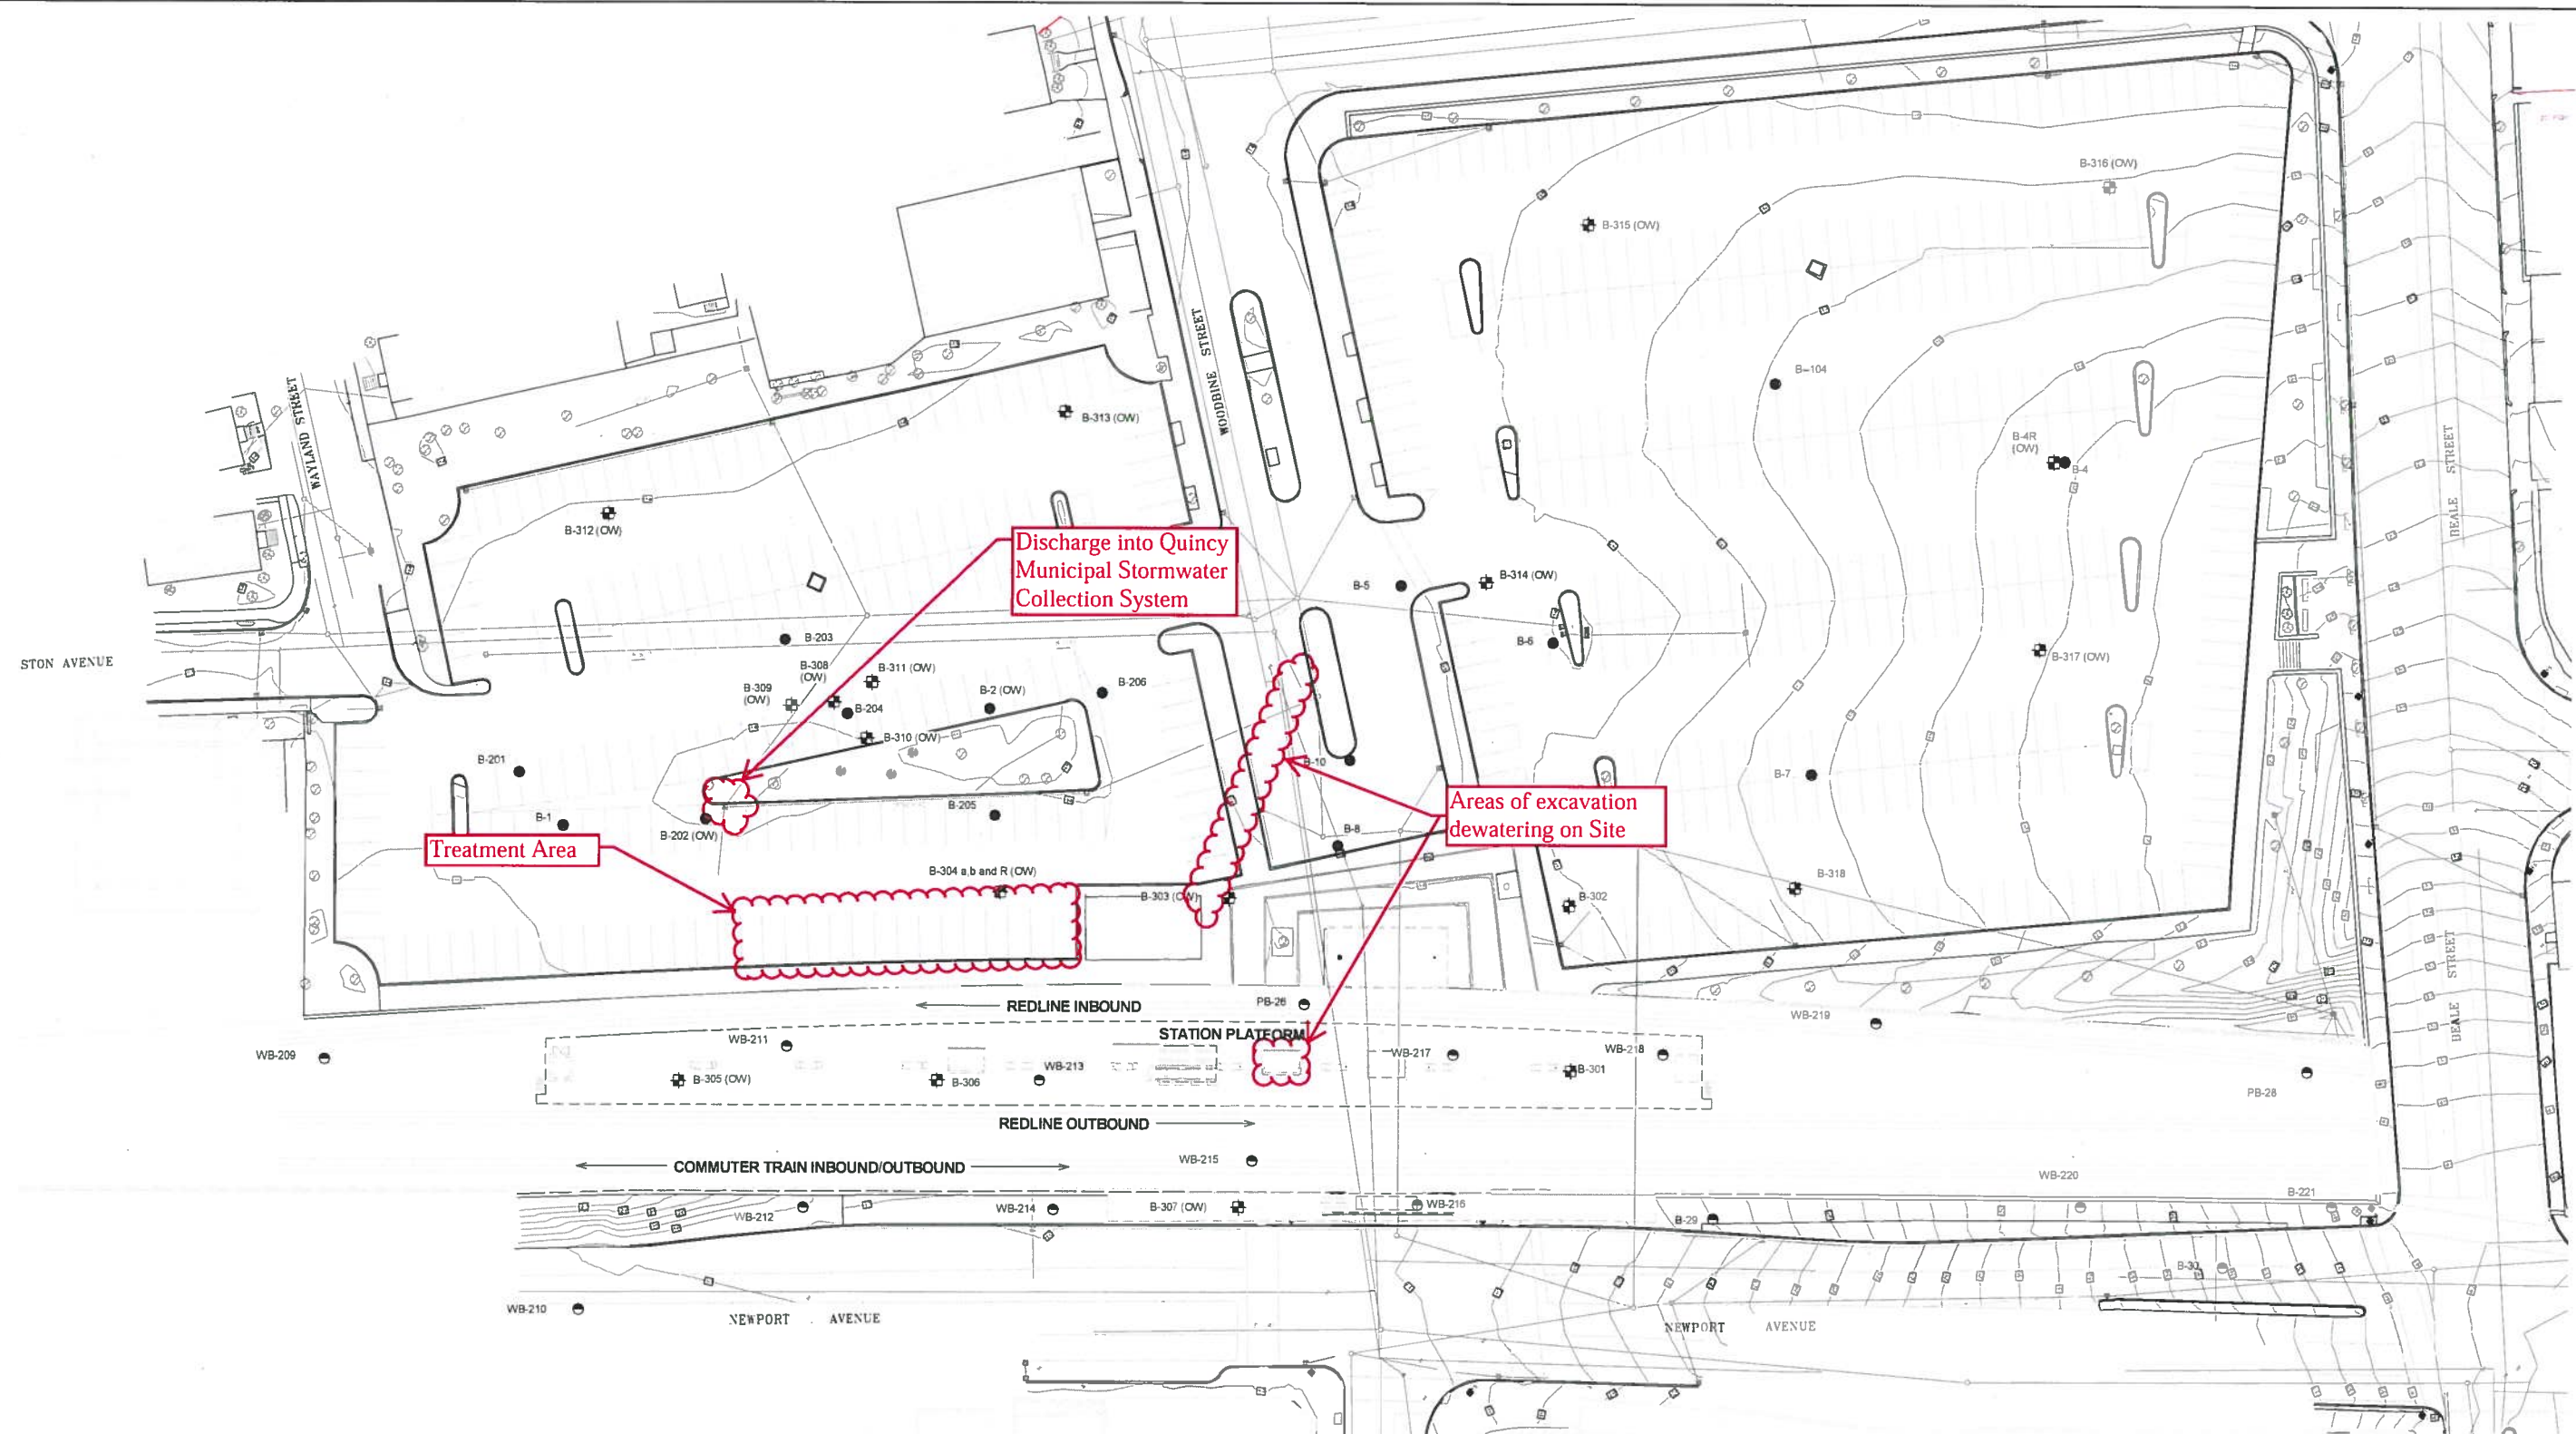 B-316 (OW)
B-315 (OW)
WOODBINE STREET
B-104
WAYLAND STREET
B-313 (OW)
B-4R
(OW)
B-4
BEALE STREET
B-312 (OW)
Discharge into Quincy
Municipal Stormwater
Collection System
B-5
B-314 (OW)
B-203
B-6
STON AVENUE
B-308
(OW)
B-311 (OW)
B-317 (OW)
B-309
(OW)
B-204
B-2 (OW)
B-206
B-310 (OW)
B-201
B-10
B-7
Areas of excavation
dewatering on Site
B-205
B-1
B-202 (OW)
B-8
Treatment Area
B-304 a,b and R (OW)
B-303 (OW)
B-318
B-302
BEALE STREET
REDLINE INBOUND
PB-26
WB-219
STATION PLATFORM
WB-209
WB-211
WB-217
WB-218
WB-213
B-305 (OW)
B-306
B-301
PB-28
REDLINE OUTBOUND
WB-215
COMMUTER TRAIN INBOUND/OUTBOUND
WB-220
B-221
WB-212
WB-214
B-307 (OW)
WB-216
B-29
B-30
WB-210
NEWPORT AVENUE
NEWPORT AVENUE